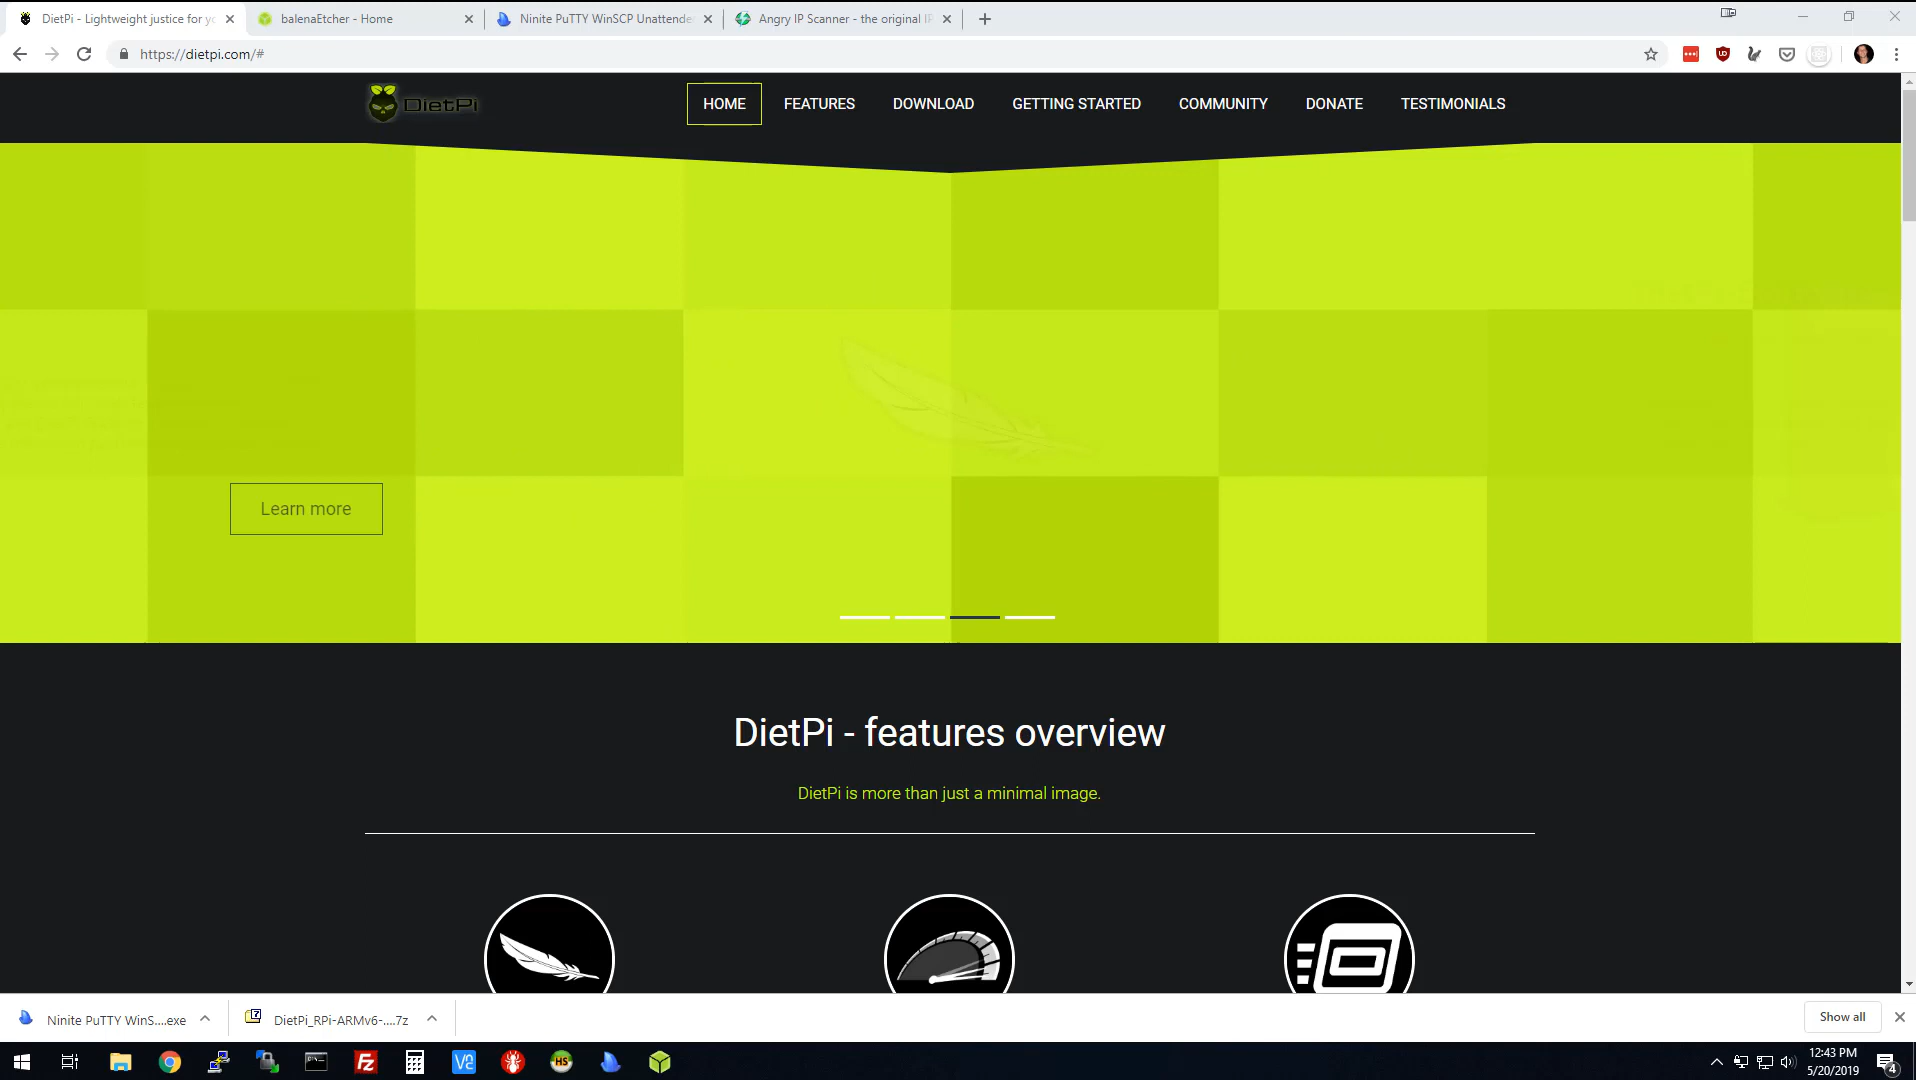 DietPi - Lightweight justice for yo
balenaEtcher - Home
Ninite PuTTY WinSCP Unattende
Angry IP Scanner - the original IP
https://dietpi.com/#
DietPi
HOME
FEATURES
DOWNLOAD
GETTING STARTED
COMMUNITY
DONATE
TESTIMONIALS
Learn more
DietPi - features overview
DietPi is more than just a minimal image.
Ninite PuTTY WinS....exe
DietPi_RPi-ARMv6-....7z
Show all
12:43 PM
5/20/2019
4